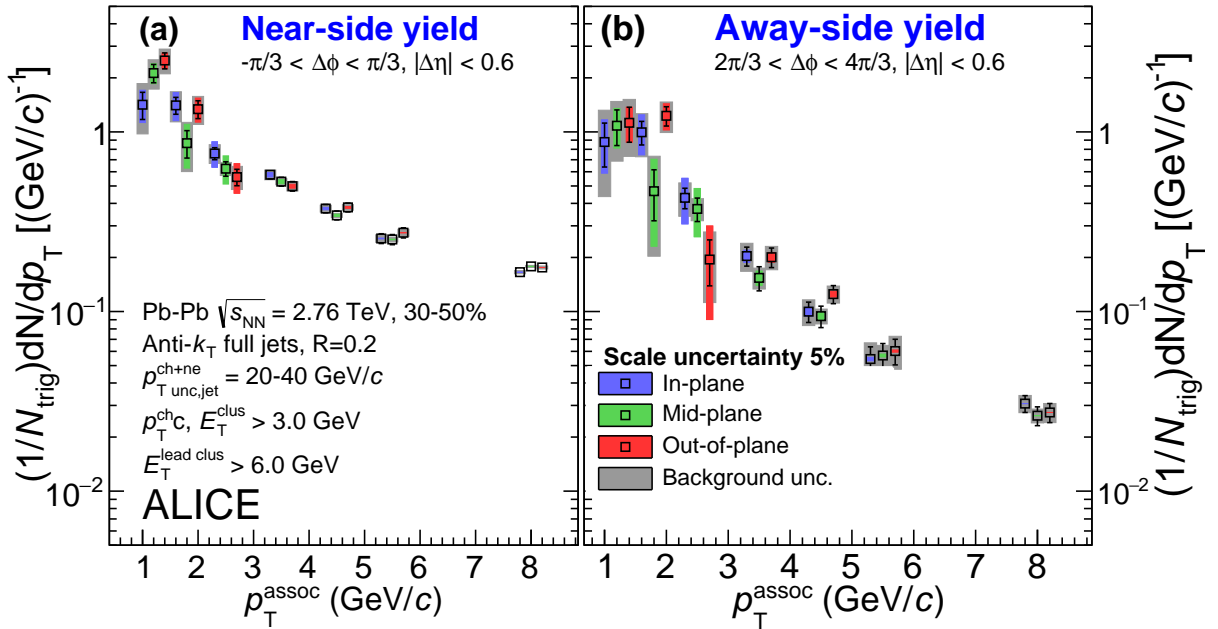 (a) Near-side yield
-π/3 < Δϕ < π/3, |Δη| < 0.6
(1/N_trig)dN/dp_T [(GeV/c)⁻¹]
1
10⁻¹
10⁻²
Pb-Pb √s_NN = 2.76 TeV, 30-50%
Anti-k_T full jets, R=0.2
p_T unc,jet^ch+ne = 20-40 GeV/c
p_T^ch c, E_T^clus > 3.0 GeV
E_T^lead clus > 6.0 GeV
ALICE
1 2 3 4 5 6 7 8
p_T^assoc (GeV/c)
(b) Away-side yield
2π/3 < Δϕ < 4π/3, |Δη| < 0.6
Scale uncertainty 5%
In-plane
Mid-plane
Out-of-plane
Background unc.
1 2 3 4 5 6 7 8
p_T^assoc (GeV/c)
1
10⁻¹
10⁻²
(1/N_trig)dN/dp_T [(GeV/c)⁻¹]